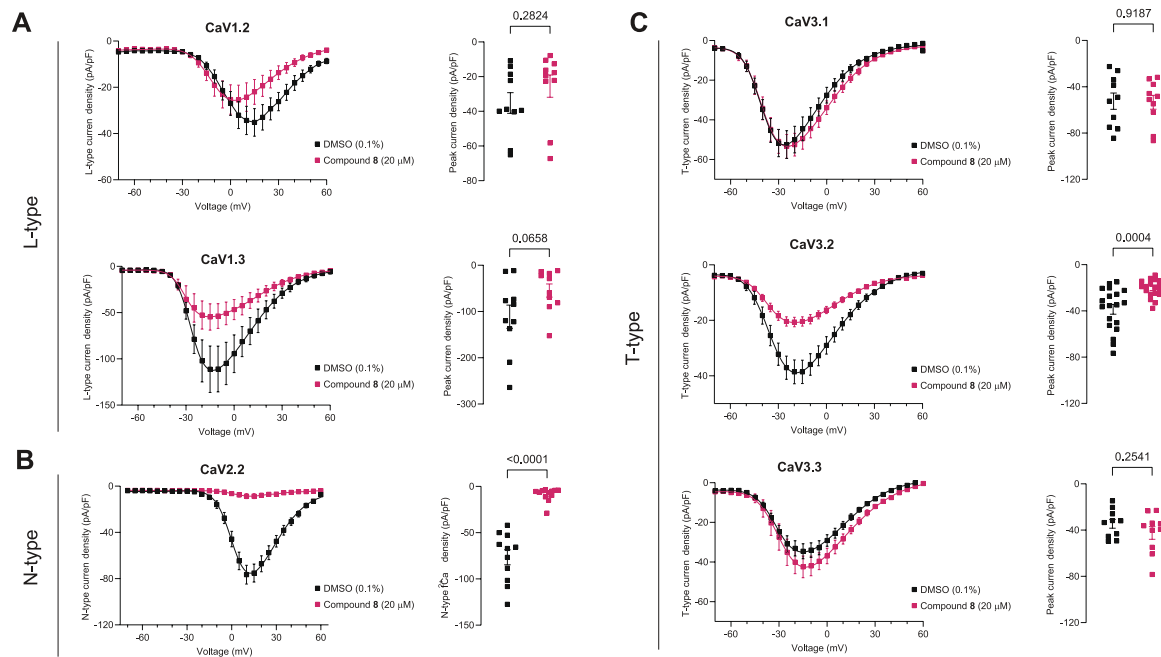 A
L-type
CaV1.2
L-type curren density (pA/pF)
0
-20
-40
-60
-60
-30
0
30
60
Voltage (mV)
DMSO (0.1%)
Compound 8 (20 μM)
0.2824
Peak curren density (pA/pF)
0
-20
-40
-60
-80
CaV1.3
L-type curren density (pA/pF)
0
-50
-100
-150
-60
-30
0
30
60
Voltage (mV)
DMSO (0.1%)
Compound 8 (20 μM)
0.0658
Peak curren density (pA/pF)
0
-100
-200
-300
B
N-type
CaV2.2
N-type curren density (pA/pF)
0
-40
-80
-120
-60
-30
0
30
60
Voltage (mV)
DMSO (0.1%)
Compound 8 (20 μM)
<0.0001
density (pA/pF)
0
-50
-100
-150
C
T-type
CaV3.1
T-type curren density (pA/pF)
0
-20
-40
-60
-60
-30
0
30
60
Voltage (mV)
DMSO (0.1%)
Compound 8 (20 μM)
0.9187
Peak curren density (pA/pF)
0
-40
-80
-120
CaV3.2
T-type curren density (pA/pF)
0
-20
-40
-60
-30
0
30
60
Voltage (mV)
DMSO (0.1%)
Compound 8 (20 μM)
0.0004
Peak curren density (pA/pF)
0
-40
-80
-120
CaV3.3
T-type curren density (pA/pF)
0
-20
-40
-60
-80
-60
-30
0
30
60
Voltage (mV)
DMSO (0.1%)
Compound 8 (20 μM)
0.2541
Peak curren density (pA/pF)
0
-40
-80
-120